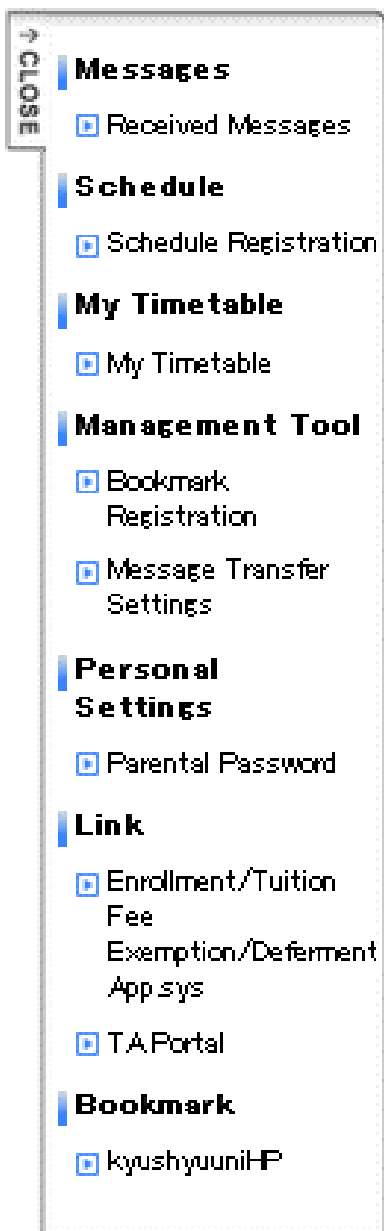 ↑ CLOSE
Messages
Received Messages
Schedule
Schedule Registration
My Timetable
My Timetable
Management Tool
Bookmark
Registration
Message Transfer
Settings
Personal
Settings
Parental Password
Link
Enrollment/Tuition
Fee
Exemption/Deferment
App.sys
TA Portal
Bookmark
kyushyuuniHP